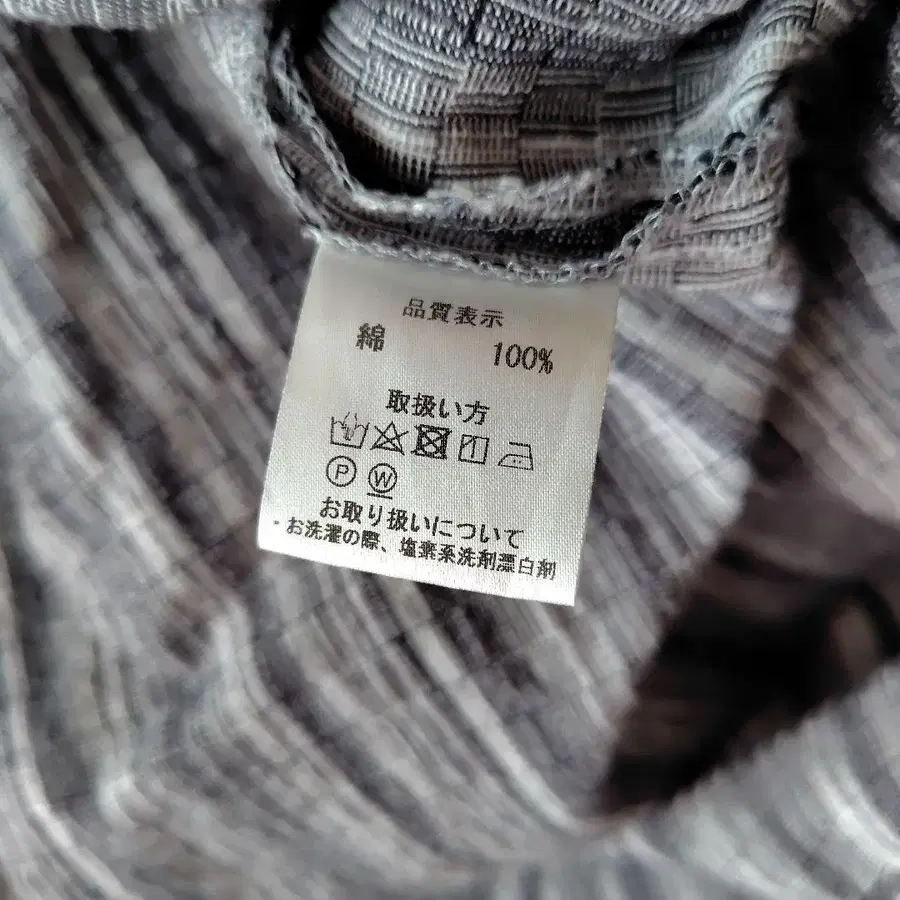 品質表示
綿 100%
取扱い方
P W
お取り扱いについて
・お洗濯の際、塩素系洗剤漂白剤